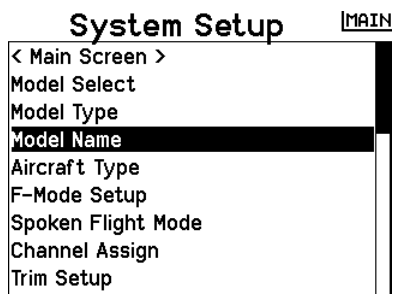 System Setup
MAIN
< Main Screen >
Model Select
Model Type
Model Name
Aircraft Type
F-Mode Setup
Spoken Flight Mode
Channel Assign
Trim Setup